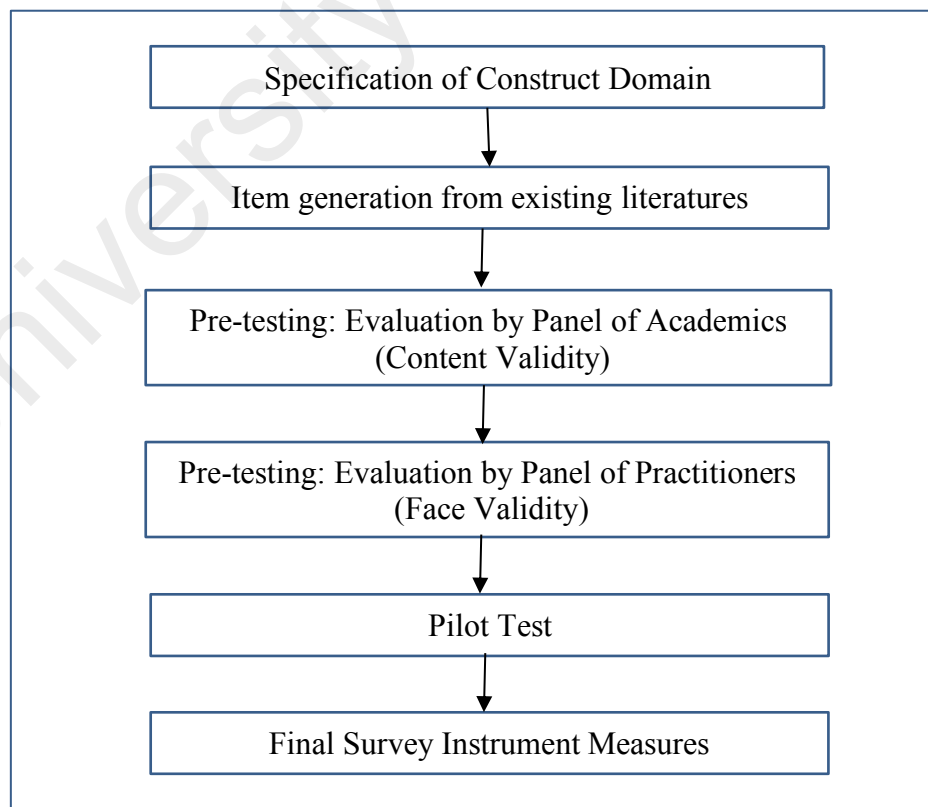 Specification of Construct Domain
Item generation from existing literatures
Pre-testing: Evaluation by Panel of Academics
(Content Validity)
Pre-testing: Evaluation by Panel of Practitioners
(Face Validity)
Pilot Test
Final Survey Instrument Measures
niversity